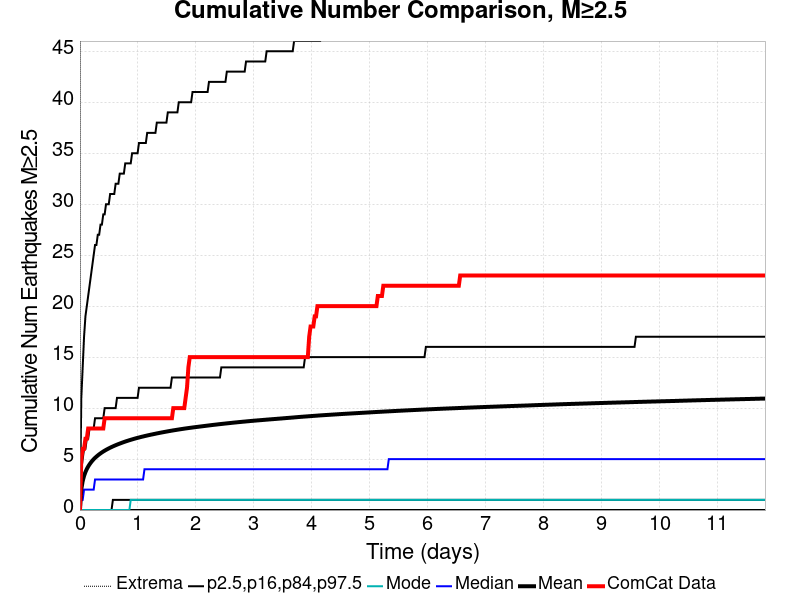 Cumulative Number Comparison, M≥2.5
Cumulative Num Earthquakes M≥2.5
45
40
35
30
25
20
15
10
5
0
0 1 2 3 4 5 6 7 8 9 10 11
Time (days)
Extrema p2.5,p16,p84,p97.5 Mode Median Mean ComCat Data